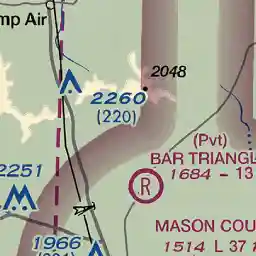 mp Air
2048
2260
(220)
(Pvt)
BAR TRIANGL
1684 - 13
2251
R
MASON COU
1966
1514 L 37